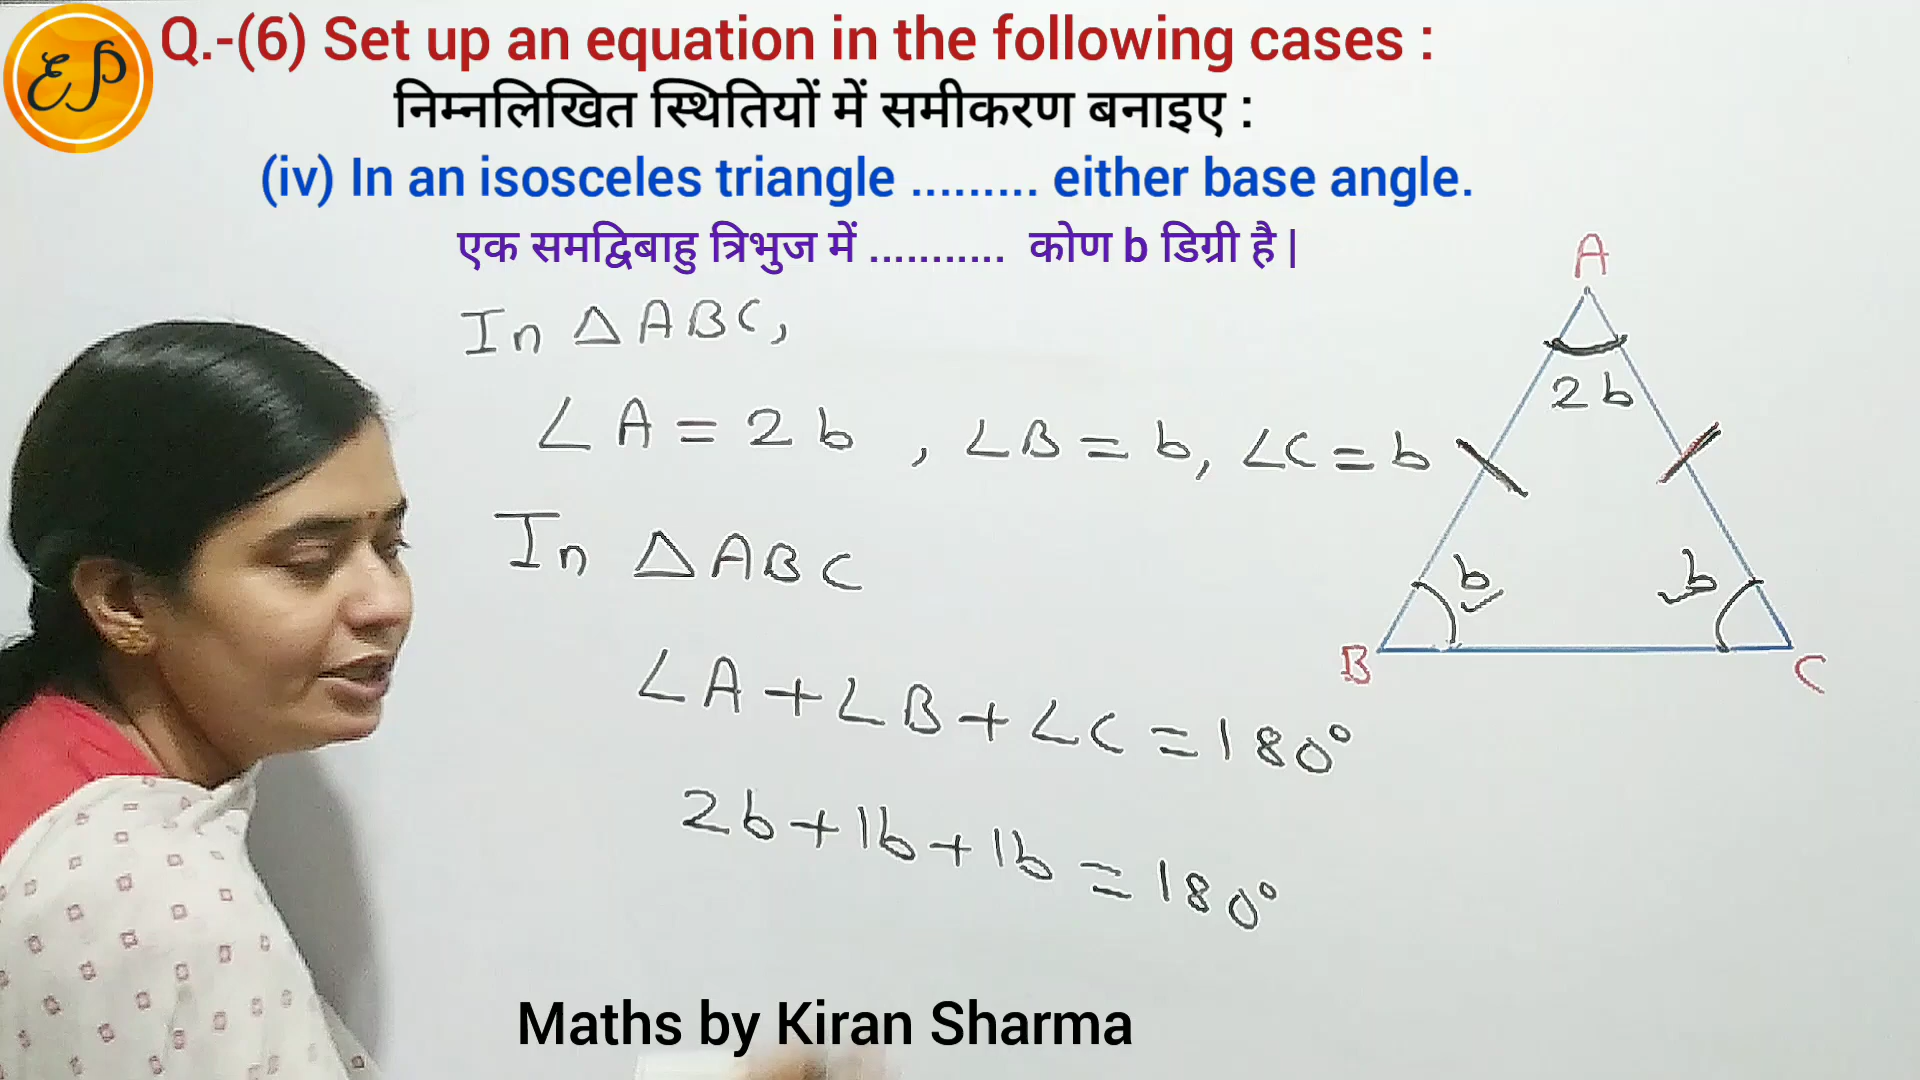 EP
Q.-(6) Set up an equation in the following cases :
निम्नलिखित स्थितियों में समीकरण बनाइए :
(iv) In an isosceles triangle ......... either base angle.
एक समद्विबाहु त्रिभुज में ........... कोण b डिग्री है |
In △ABC,
∠A = 2b , ∠B = b, ∠C = b
In △ABC
∠A + ∠B + ∠C = 180°
2b + 1b + 1b = 180°
A
2b
b b
B C
Maths by Kiran Sharma